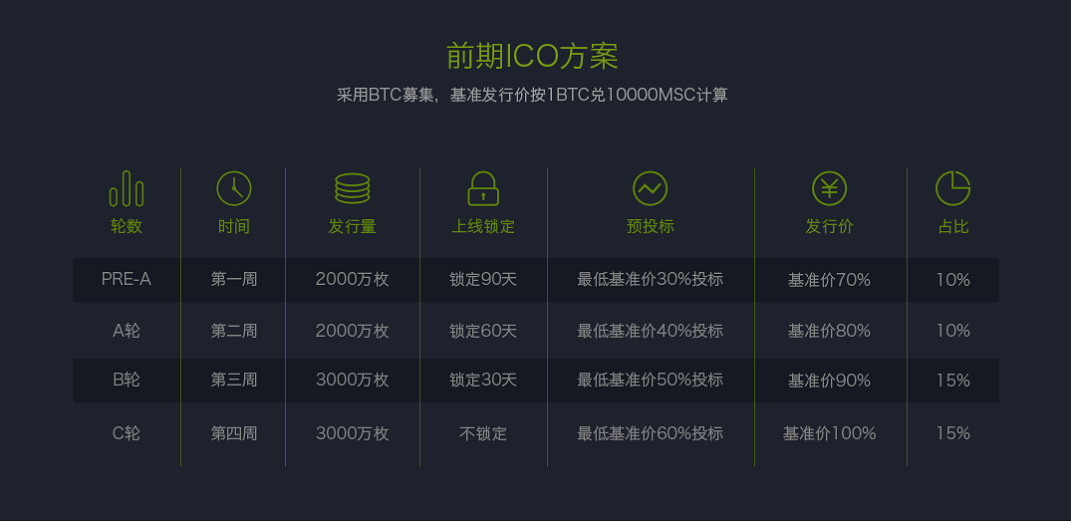 前期ICO方案
采用BTC募集，基准发行价按1BTC兑10000MSC计算
轮数 时间 发行量 上线锁定 预投标 发行价 占比
PRE-A 第一周 2000万枚 锁定90天 最低基准价30%投标 基准价70% 10%
A轮 第二周 2000万枚 锁定60天 最低基准价40%投标 基准价80% 10%
B轮 第三周 3000万枚 锁定30天 最低基准价50%投标 基准价90% 15%
C轮 第四周 3000万枚 不锁定 最低基准价60%投标 基准价100% 15%